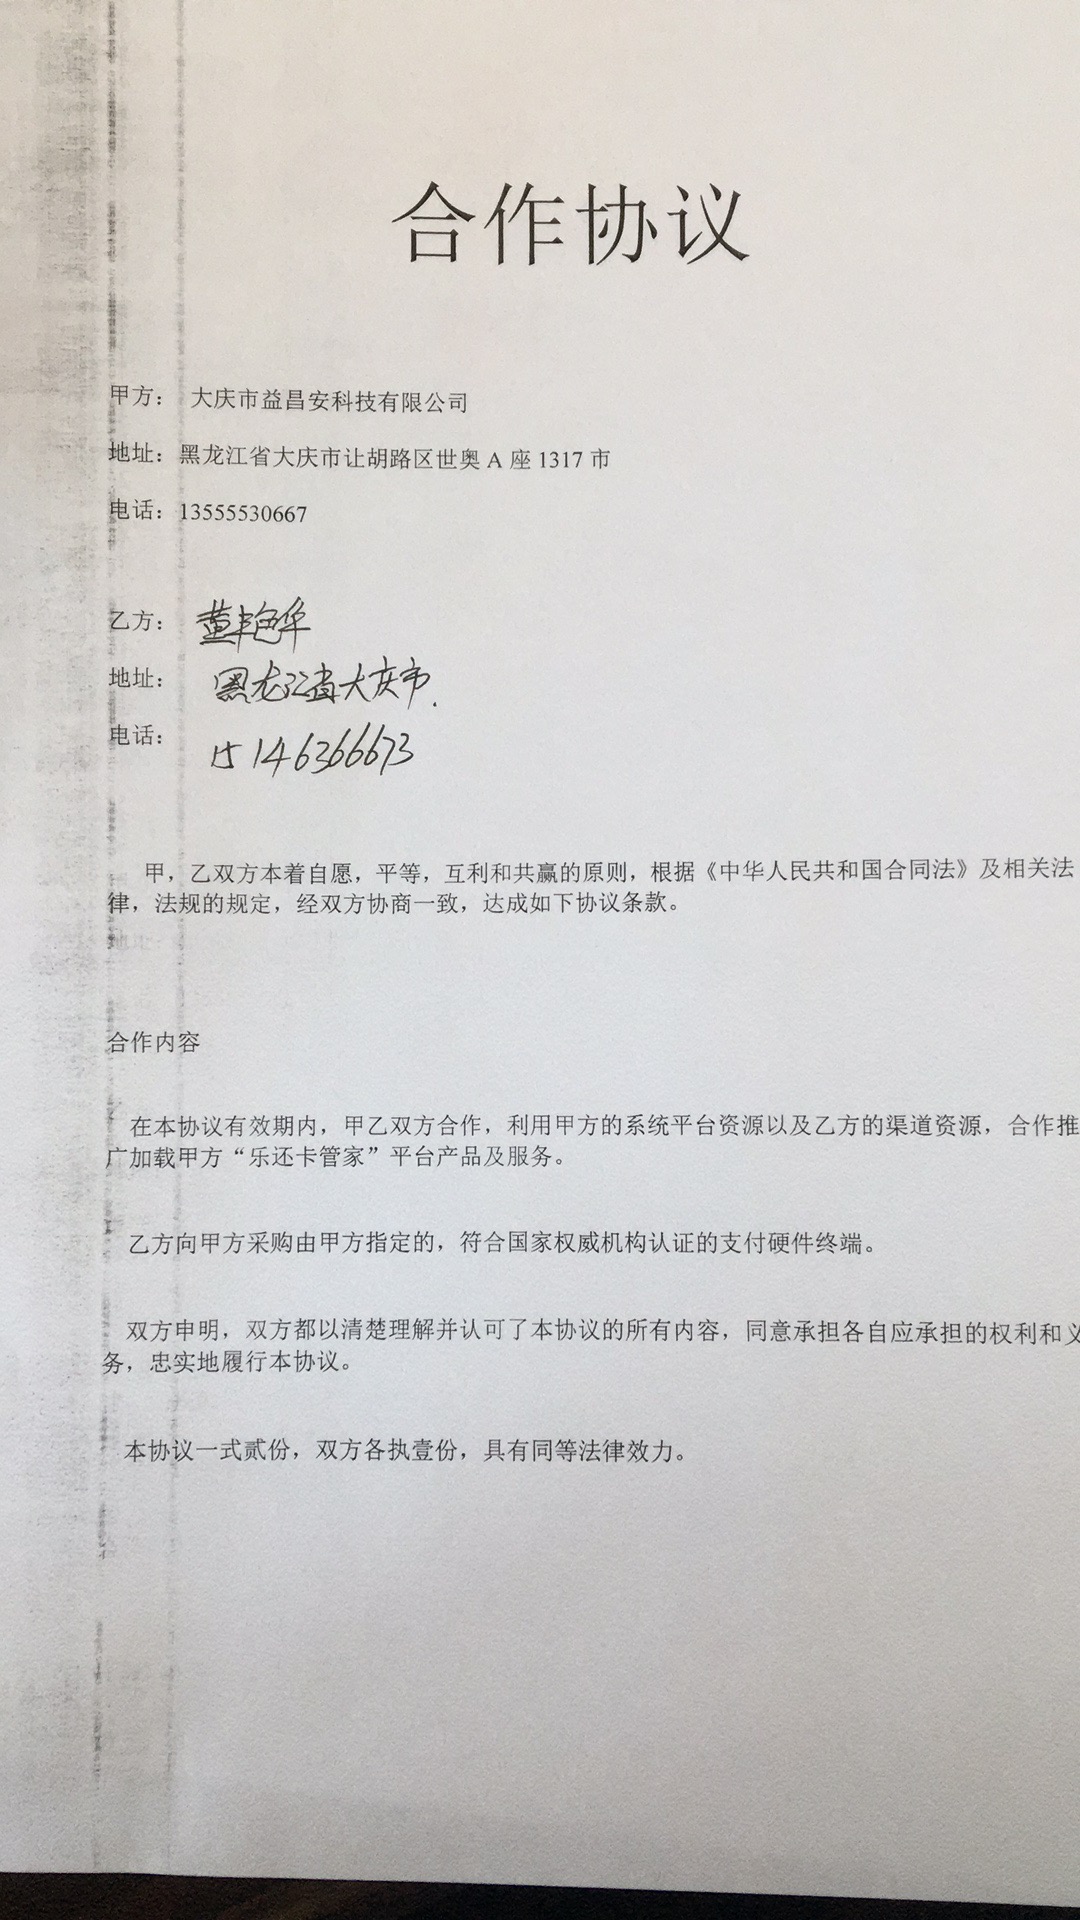 合作协议
甲方： 大庆市益昌安科技有限公司
地址：黑龙江省大庆市让胡路区世奥 A 座 1317 市
电话：13555530667
乙方： 董艳华
地址： 黑龙江省大庆市.
电话： 15146366673
甲，乙双方本着自愿，平等，互利和共赢的原则，根据《中华人民共和国合同法》及相关法
律，法规的规定，经双方协商一致，达成如下协议条款。
地址：
合作内容
在本协议有效期内，甲乙双方合作，利用甲方的系统平台资源以及乙方的渠道资源，合作推
广加载甲方“乐还卡管家”平台产品及服务。
乙方向甲方采购由甲方指定的，符合国家权威机构认证的支付硬件终端。
双方申明，双方都以清楚理解并认可了本协议的所有内容，同意承担各自应承担的权利和义
务，忠实地履行本协议。
本协议一式贰份，双方各执壹份，具有同等法律效力。